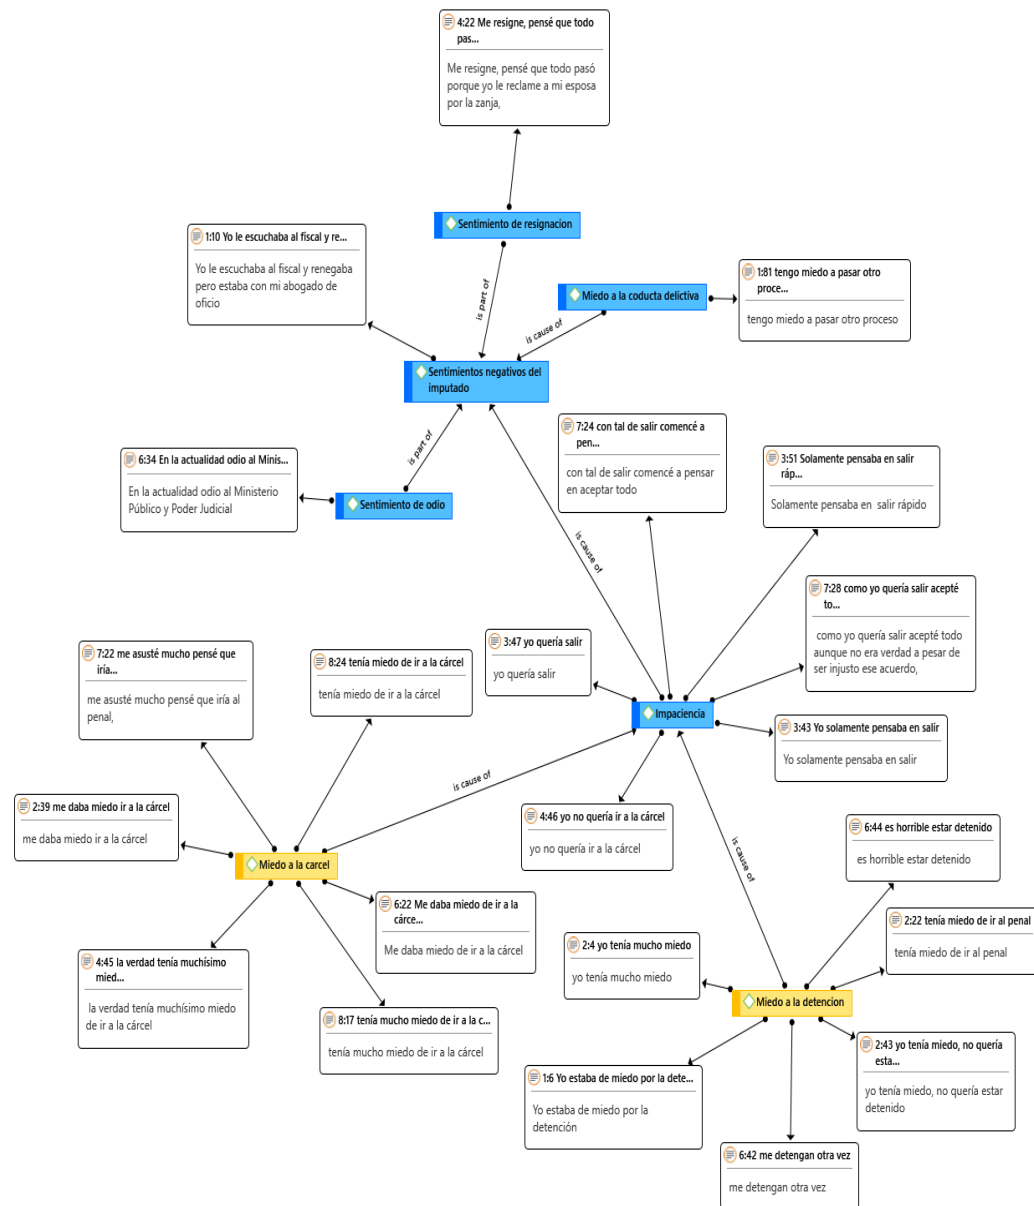 4:22 Me resigne, pensé que todo
pas...
Me resigne, pensé que todo pasó
porque yo le reclame a mi esposa
por la zanja,
Sentimiento de resignacion
1:10 Yo le escuchaba al fiscal y re...
Yo le escuchaba al fiscal y renegaba
pero estaba con mi abogado de
oficio
is part of
Miedo a la coducta delictiva
1:81 tengo miedo a pasar otro
proce...
tengo miedo a pasar otro proceso
is cause of
Sentimientos negativos del
imputado
6:34 En la actualidad odio al Minis...
En la actualidad odio al Ministerio
Público y Poder Judicial
is part of
Sentimiento de odio
7:24 con tal de salir comencé a
pen...
con tal de salir comencé a pensar
en aceptar todo
3:51 Solamente pensaba en salir
ráp...
Solamente pensaba en salir rápido
is cause of
7:28 como yo quería salir acepté
to...
como yo quería salir acepté todo
aunque no era verdad a pesar de
ser injusto ese acuerdo,
3:47 yo quería salir
yo quería salir
7:22 me asusté mucho pensé que
iría...
me asusté mucho pensé que iría al
penal,
8:24 tenía miedo de ir a la cárcel
tenía miedo de ir a la cárcel
Impaciencia
3:43 Yo solamente pensaba en salir
Yo solamente pensaba en salir
is cause of
2:39 me daba miedo ir a la cárcel
me daba miedo ir a la cárcel
4:46 yo no quería ir a la cárcel
yo no quería ir a la cárcel
is cause of
6:44 es horrible estar detenido
es horrible estar detenido
Miedo a la carcel
6:22 Me daba miedo de ir a la
cárce...
Me daba miedo de ir a la cárcel
2:22 tenía miedo de ir al penal
tenía miedo de ir al penal
4:45 la verdad tenía muchísimo
mied...
la verdad tenía muchísimo miedo
de ir a la cárcel
2:4 yo tenía mucho miedo
yo tenía mucho miedo
Miedo a la detencion
8:17 tenía mucho miedo de ir a la c...
tenía mucho miedo de ir a la cárcel
2:43 yo tenía miedo, no quería
esta...
yo tenía miedo, no quería estar
detenido
1:6 Yo estaba de miedo por la dete...
Yo estaba de miedo por la
detención
6:42 me detengan otra vez
me detengan otra vez